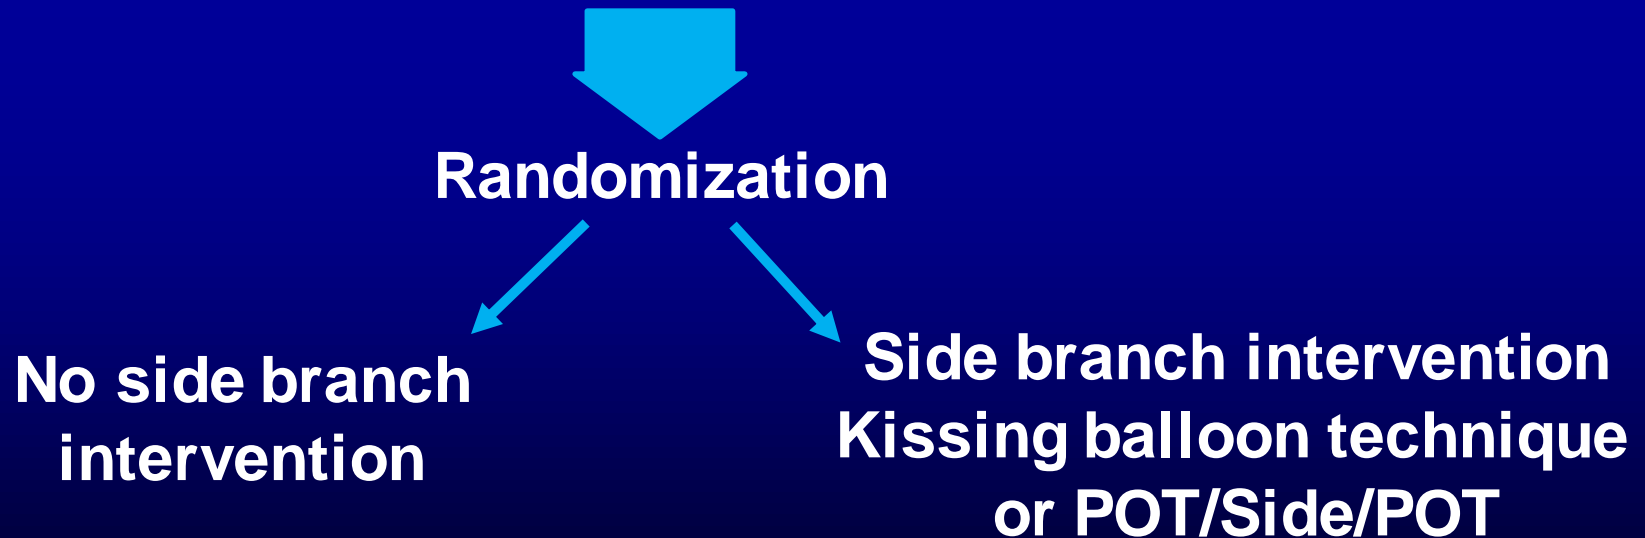 Randomization
No side branch
intervention
Side branch intervention
Kissing balloon technique
or POT/Side/POT